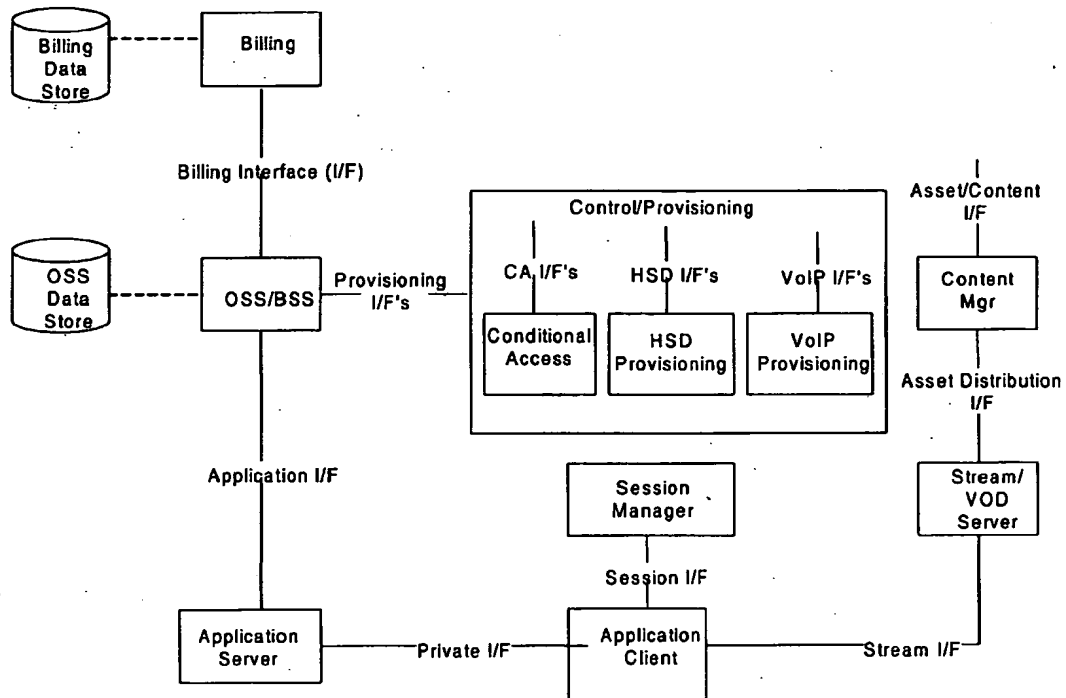 Billing
Data
Store
Billing
Billing Interface (I/F)
OSS
Data
Store
OSS/BSS
Provisioning
I/F's
Control/Provisioning
CA I/F's
HSD I/F's
VoIP I/F's
Conditional
Access
HSD
Provisioning
VoIP
Provisioning
Asset/Content
I/F
Content
Mgr
Asset Distribution
I/F
Application I/F
Session
Manager
Stream/
VOD
Server
Session I/F
Application
Server
Private I/F
Application
Client
Stream I/F